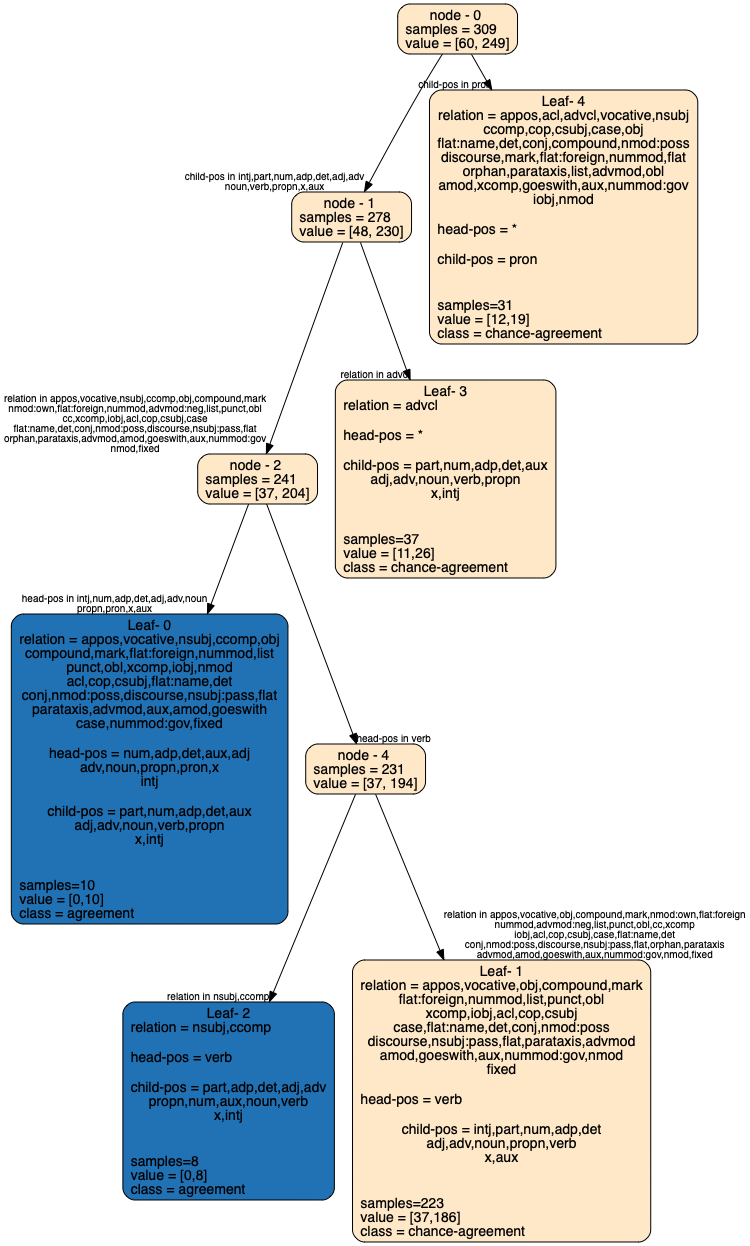 node - 0
samples = 309
value = [60, 249]
child-pos in pron
Leaf- 4
relation = appos,acl,advcl,vocative,nsubj
ccomp,cop,csubj,case,obj
flat:name,det,conj,compound,nmod:poss
discourse,mark,flat:foreign,nummod,flat
orphan,parataxis,list,advmod,obl
amod,xcomp,goeswith,aux,nummod:gov
iobj,nmod
head-pos = *
child-pos = pron
samples=31
value = [12,19]
class = chance-agreement
child-pos in intj,part,num,adp,det,adj,adv
noun,verb,propn,x,aux
node - 1
samples = 278
value = [48, 230]
relation in advcl
Leaf- 3
relation = advcl
head-pos = *
child-pos = part,num,adp,det,aux
adj,adv,noun,verb,propn
x,intj
samples=37
value = [11,26]
class = chance-agreement
relation in appos,vocative,nsubj,ccomp,obj,compound,mark
nmod:own,flat:foreign,nummod,advmod:neg,list,punct,obl
cc,xcomp,iobj,acl,cop,csubj,case
flat:name,det,conj,nmod:poss,discourse,nsubj:pass,flat
orphan,parataxis,advmod,amod,goeswith,aux,nummod:gov
nmod,fixed
node - 2
samples = 241
value = [37, 204]
head-pos in intj,num,adp,det,adj,adv,noun
propn,pron,x,aux
Leaf- 0
relation = appos,vocative,nsubj,ccomp,obj
compound,mark,flat:foreign,nummod,list
punct,obl,xcomp,iobj,nmod
acl,cop,csubj,flat:name,det
conj,nmod:poss,discourse,nsubj:pass,flat
parataxis,advmod,aux,amod,goeswith
case,nummod:gov,fixed
head-pos = num,adp,det,aux,adj
adv,noun,propn,pron,x
intj
child-pos = part,num,adp,det,aux
adj,adv,noun,verb,propn
x,intj
samples=10
value = [0,10]
class = agreement
head-pos in verb
node - 4
samples = 231
value = [37, 194]
relation in nsubj,ccomp
Leaf- 2
relation = nsubj,ccomp
head-pos = verb
child-pos = part,adp,det,adj,adv
propn,num,aux,noun,verb
x,intj
samples=8
value = [0,8]
class = agreement
relation in appos,vocative,obj,compound,mark,nmod:own,flat:foreign
nummod,advmod:neg,list,punct,obl,cc,xcomp
iobj,acl,cop,csubj,case,flat:name,det
conj,nmod:poss,discourse,nsubj:pass,flat,orphan,parataxis
advmod,amod,goeswith,aux,nummod:gov,nmod,fixed
Leaf- 1
relation = appos,vocative,obj,compound,mark
flat:foreign,nummod,list,punct,obl
xcomp,iobj,acl,cop,csubj
case,flat:name,det,conj,nmod:poss
discourse,nsubj:pass,flat,parataxis,advmod
amod,goeswith,aux,nummod:gov,nmod
fixed
head-pos = verb
child-pos = intj,part,num,adp,det
adj,adv,noun,propn,verb
x,aux
samples=223
value = [37,186]
class = chance-agreement